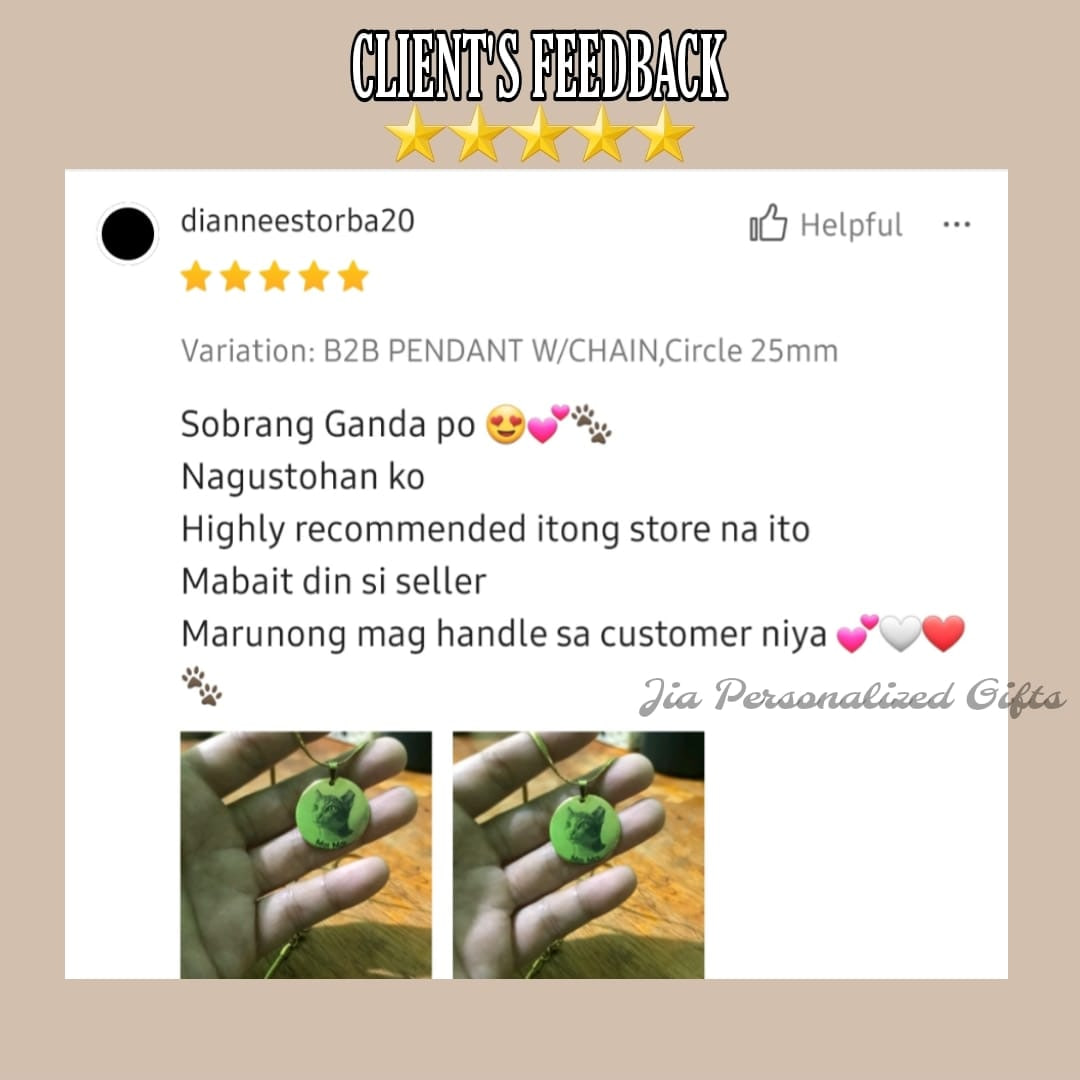 CLIENT'S FEEDBACK
dianneestorba20
Helpful
Variation: B2B PENDANT W/CHAIN,Circle 25mm
Sobrang Ganda po 😍💕🐾
Nagustohan ko
Highly recommended itong store na ito
Mabait din si seller
Marunong mag handle sa customer niya 💕🤍❤️
🐾
Jia Personalized Gifts